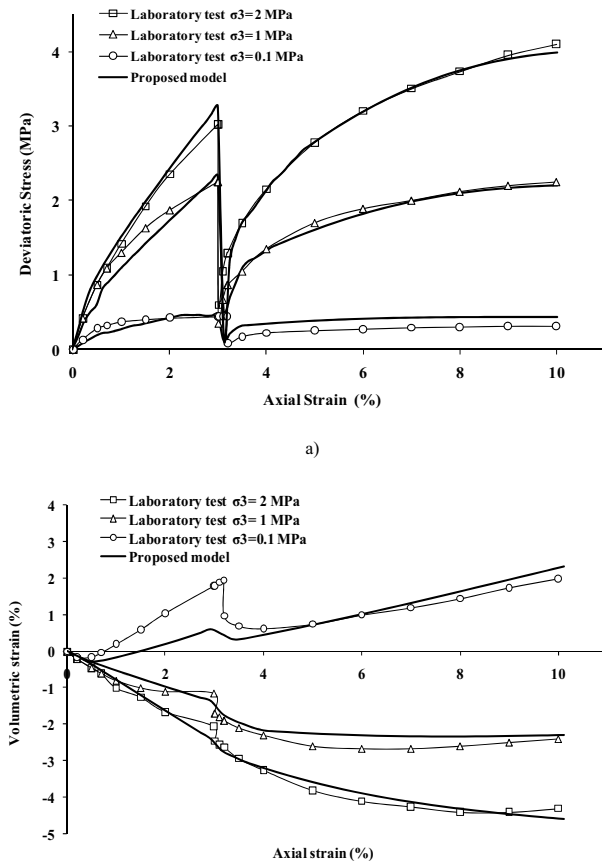 Laboratory test σ3= 2 MPa
Laboratory test σ3= 1 MPa
Laboratory test σ3=0.1 MPa
Proposed model
Deviatoric Stress (MPa)
4
3
2
1
0
0 2 4 6 8 10
Axial Strain (%)
a)
Laboratory test σ3= 2 MPa
Laboratory test σ3= 1 MPa
Laboratory test σ3=0.1 MPa
Proposed model
Volumetric strain (%)
4
3
2
1
0
0 2 4 6 8 10
-1
-2
-3
-4
-5
Axial strain (%)